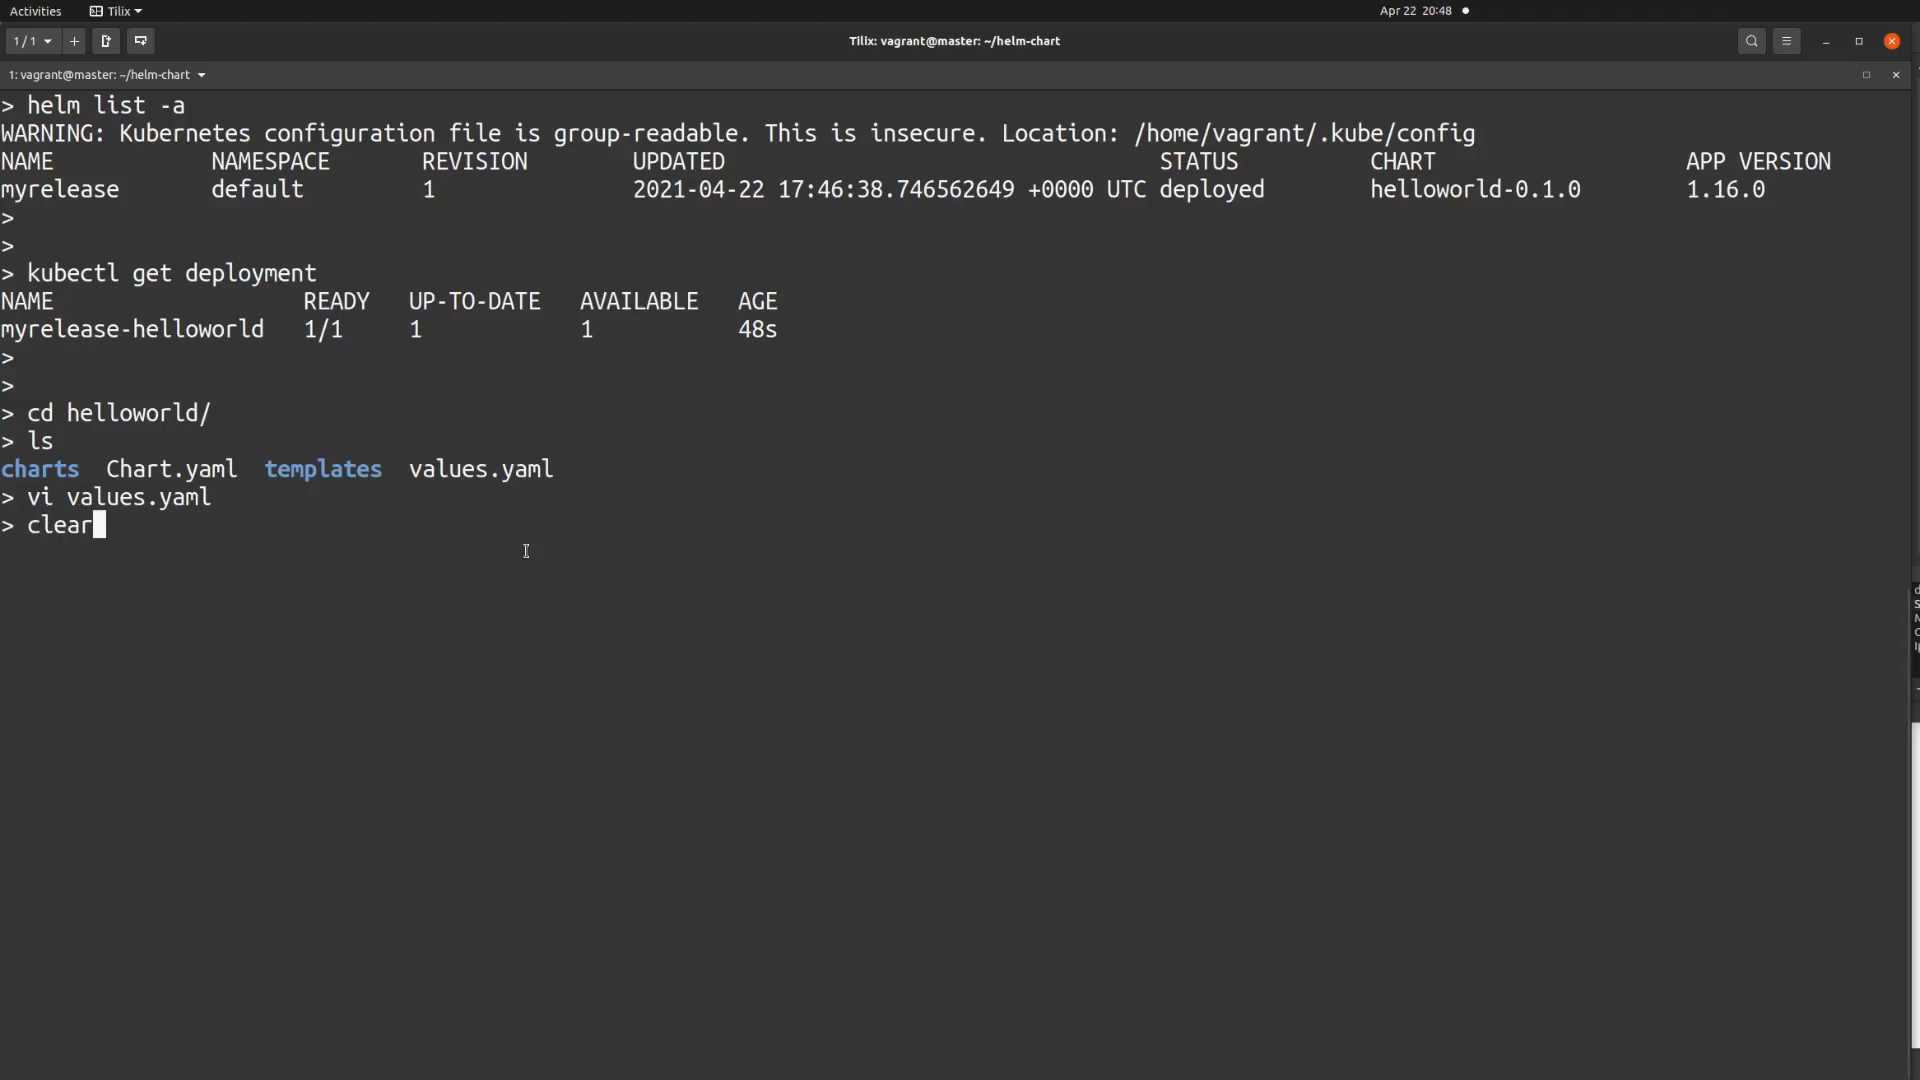 Activities Tilix Apr 22 20:48
1 / 1 Tilix: vagrant@master: ~/helm-chart
1: vagrant@master: ~/helm-chart
> helm list -a
WARNING: Kubernetes configuration file is group-readable. This is insecure. Location: /home/vagrant/.kube/config
NAME NAMESPACE REVISION UPDATED STATUS CHART APP VERSION
myrelease default 1 2021-04-22 17:46:38.746562649 +0000 UTC deployed helloworld-0.1.0 1.16.0
>
>
> kubectl get deployment
NAME READY UP-TO-DATE AVAILABLE AGE
myrelease-helloworld 1/1 1 1 48s
>
>
> cd helloworld/
> ls
charts Chart.yaml templates values.yaml
> vi values.yaml
> clear